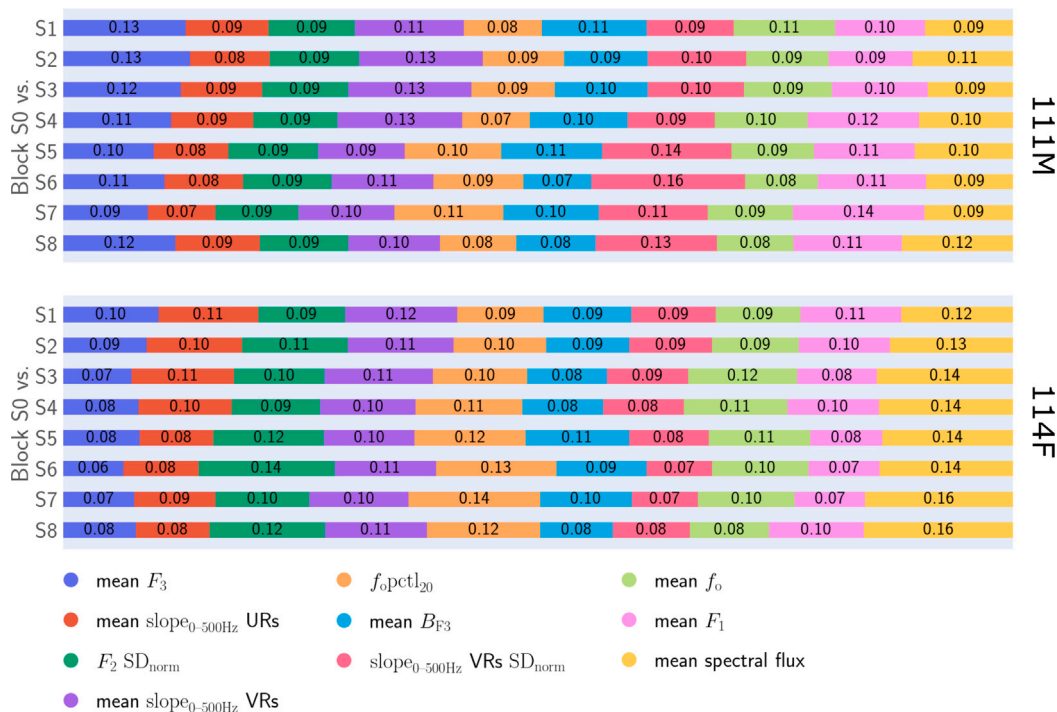 Block S0 vs.
S1 0.13 0.09 0.09 0.11 0.08 0.11 0.09 0.11 0.10 0.09
S2 0.13 0.08 0.09 0.13 0.09 0.09 0.10 0.09 0.09 0.11
S3 0.12 0.09 0.09 0.13 0.09 0.10 0.10 0.09 0.10 0.09
S4 0.11 0.09 0.09 0.13 0.07 0.10 0.09 0.10 0.12 0.10
S5 0.10 0.08 0.09 0.09 0.10 0.11 0.14 0.09 0.11 0.10
S6 0.11 0.08 0.09 0.11 0.09 0.07 0.16 0.08 0.11 0.09
S7 0.09 0.07 0.09 0.10 0.11 0.10 0.11 0.09 0.14 0.09
S8 0.12 0.09 0.09 0.10 0.08 0.08 0.13 0.08 0.11 0.12
111M
Block S0 vs.
S1 0.10 0.11 0.09 0.12 0.09 0.09 0.09 0.09 0.11 0.12
S2 0.09 0.10 0.11 0.11 0.10 0.09 0.09 0.09 0.10 0.13
S3 0.07 0.11 0.10 0.11 0.10 0.08 0.09 0.12 0.08 0.14
S4 0.08 0.10 0.09 0.10 0.11 0.08 0.08 0.11 0.10 0.14
S5 0.08 0.08 0.12 0.10 0.12 0.11 0.08 0.11 0.08 0.14
S6 0.06 0.08 0.14 0.11 0.13 0.09 0.07 0.10 0.07 0.14
S7 0.07 0.09 0.10 0.10 0.14 0.10 0.07 0.10 0.07 0.16
S8 0.08 0.08 0.12 0.11 0.12 0.08 0.08 0.08 0.10 0.16
114F
mean F₃
mean slope₀₋₅₀₀Hz URs
F₂ SDnorm
mean slope₀₋₅₀₀Hz VRs
fₒpctl₂₀
mean B_F3
slope₀₋₅₀₀Hz VRs SDnorm
mean fₒ
mean F₁
mean spectral flux